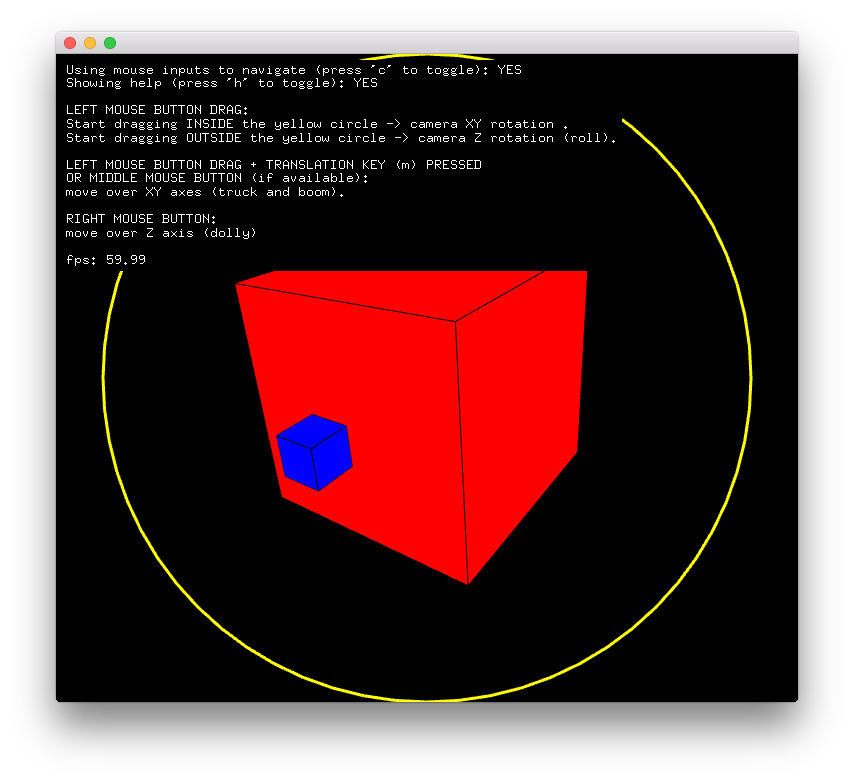 Using mouse inputs to navigate (press 'c' to toggle): YES
Showing help (press 'h' to toggle): YES
LEFT MOUSE BUTTON DRAG:
Start dragging INSIDE the yellow circle -> camera XY rotation .
Start dragging OUTSIDE the yellow circle -> camera Z rotation (roll).
LEFT MOUSE BUTTON DRAG + TRANSLATION KEY (m) PRESSED
OR MIDDLE MOUSE BUTTON (if available):
move over XY axes (truck and boom).
RIGHT MOUSE BUTTON:
move over Z axis (dolly)
fps: 59.99